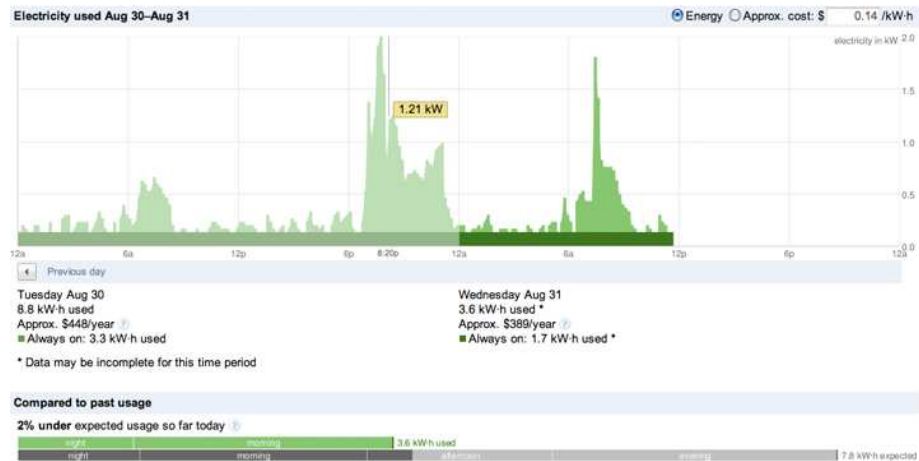 Electricity used Aug 30–Aug 31
Energy Approx. cost: $ 0.14 /kW·h
electricity in kW 2.0
1.5
1.21 kW
1.0
0.5
0.0
12a 6a 12p 6p 8:20p 12a 6a 12p 6p 12a
Previous day
Tuesday Aug 30
8.8 kW·h used
Approx. $448/year ?
Always on: 3.3 kW·h used
Wednesday Aug 31
3.6 kW·h used *
Approx. $389/year ?
Always on: 1.7 kW·h used *
* Data may be incomplete for this time period
Compared to past usage
2% under expected usage so far today ?
night morning 3.6 kW·h used
night morning afternoon evening 7.8 kW·h expected